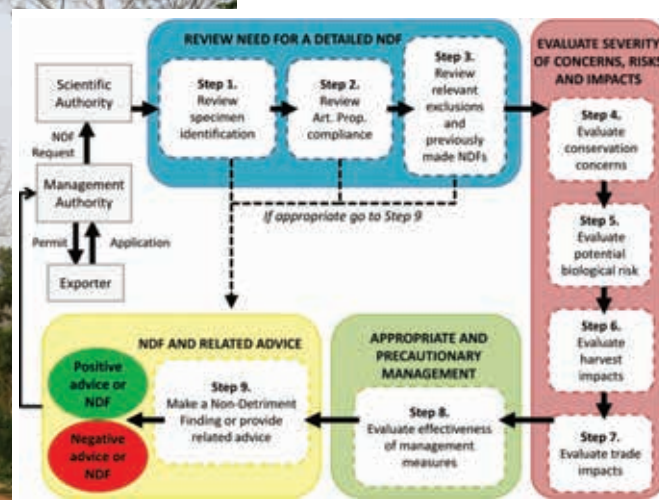 REVIEW NEED FOR A DETAILED NDF
Scientific
Authority
NDF
Request
Management
Authority
Permit
Application
Exporter
Step 1.
Review
specimen
identification
Step 2.
Review
Art. Prop.
compliance
Step 3.
Review
relevant
exclusions
and
previously
made NDFs
If appropriate go to Step 9
EVALUATE SEVERITY
OF CONCERNS, RISKS
AND IMPACTS
Step 4.
Evaluate
conservation
concerns
Step 5.
Evaluate
potential
biological risk
Step 6.
Evaluate
harvest
impacts
Step 7.
Evaluate trade
impacts
APPROPRIATE AND
PRECAUTIONARY
MANAGEMENT
Step 8.
Evaluate effectiveness
of management
measures
NDF AND RELATED ADVICE
Step 9.
Make a Non-Detriment
Finding or provide
related advice
Positive
advice or
NDF
Negative
advice or
NDF